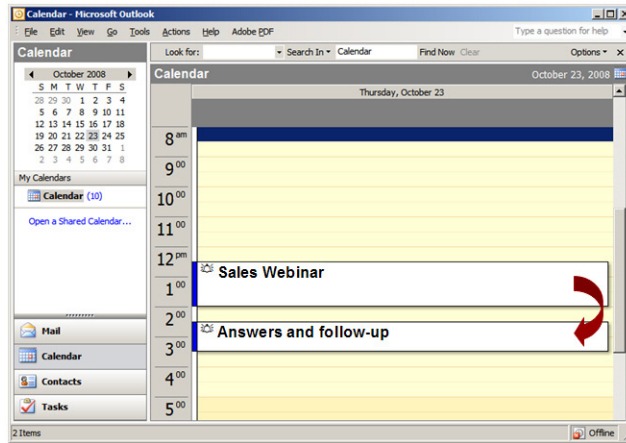 Calendar - Microsoft Outlook
File Edit View Go Tools Actions Help Adobe PDF Type a question for help
Calendar
Look for: Search In Calendar Find Now Clear Options
October 2008
Calendar October 23, 2008
S M T W T F S
28 29 30 1 2 3 4
5 6 7 8 9 10 11
12 13 14 15 16 17 18
19 20 21 22 23 24 25
26 27 28 29 30 31 1
2 3 4 5 6 7 8
Thursday, October 23
My Calendars
Calendar (10)
Open a Shared Calendar...
8 am
9 00
10 00
11 00
12 pm
Sales Webinar
1 00
2 00
Answers and follow-up
3 00
4 00
5 00
Mail
Calendar
Contacts
Tasks
2 Items Offline